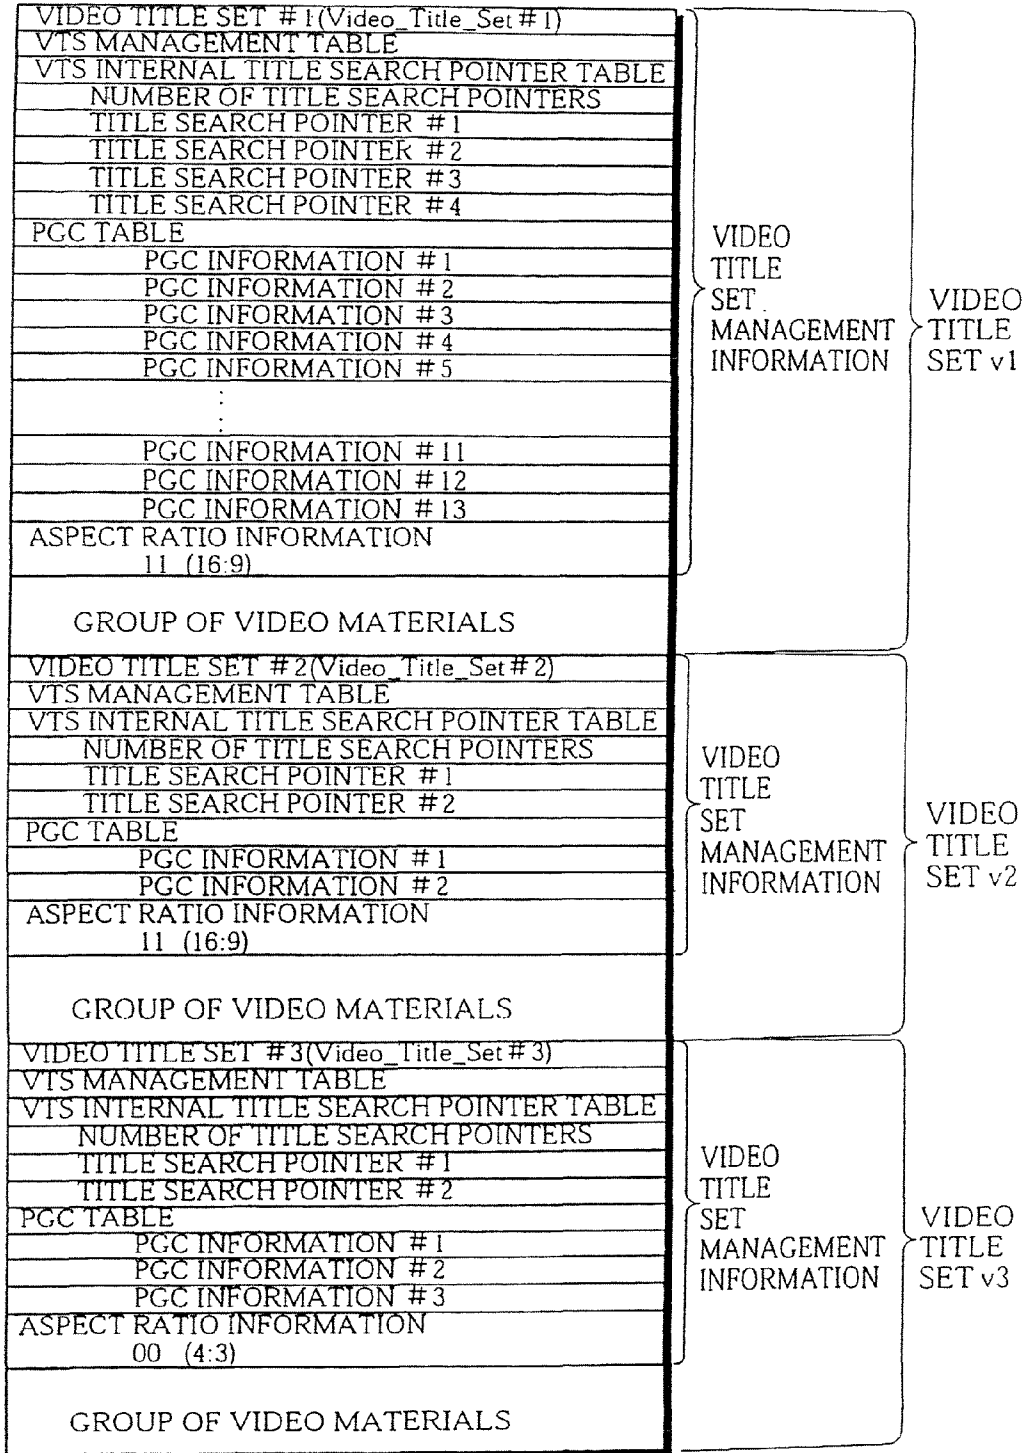 VIDEO TITLE SET #1(Video_Title_Set#1)
VTS MANAGEMENT TABLE
VTS INTERNAL TITLE SEARCH POINTER TABLE
NUMBER OF TITLE SEARCH POINTERS
TITLE SEARCH POINTER #1
TITLE SEARCH POINTER #2
TITLE SEARCH POINTER #3
TITLE SEARCH POINTER #4
PGC TABLE
PGC INFORMATION #1
PGC INFORMATION #2
PGC INFORMATION #3
PGC INFORMATION #4
PGC INFORMATION #5
PGC INFORMATION #11
PGC INFORMATION #12
PGC INFORMATION #13
ASPECT RATIO INFORMATION
11 (16:9)
GROUP OF VIDEO MATERIALS
VIDEO
TITLE
SET
MANAGEMENT
INFORMATION
VIDEO
TITLE
SET v1
VIDEO TITLE SET #2(Video_Title_Set#2)
VTS MANAGEMENT TABLE
VTS INTERNAL TITLE SEARCH POINTER TABLE
NUMBER OF TITLE SEARCH POINTERS
TITLE SEARCH POINTER #1
TITLE SEARCH POINTER #2
PGC TABLE
PGC INFORMATION #1
PGC INFORMATION #2
ASPECT RATIO INFORMATION
11 (16:9)
GROUP OF VIDEO MATERIALS
VIDEO
TITLE
SET
MANAGEMENT
INFORMATION
VIDEO
TITLE
SET v2
VIDEO TITLE SET #3(Video_Title_Set#3)
VTS MANAGEMENT TABLE
VTS INTERNAL TITLE SEARCH POINTER TABLE
NUMBER OF TITLE SEARCH POINTERS
TITLE SEARCH POINTER #1
TITLE SEARCH POINTER #2
PGC TABLE
PGC INFORMATION #1
PGC INFORMATION #2
PGC INFORMATION #3
ASPECT RATIO INFORMATION
00 (4:3)
GROUP OF VIDEO MATERIALS
VIDEO
TITLE
SET
MANAGEMENT
INFORMATION
VIDEO
TITLE
SET v3